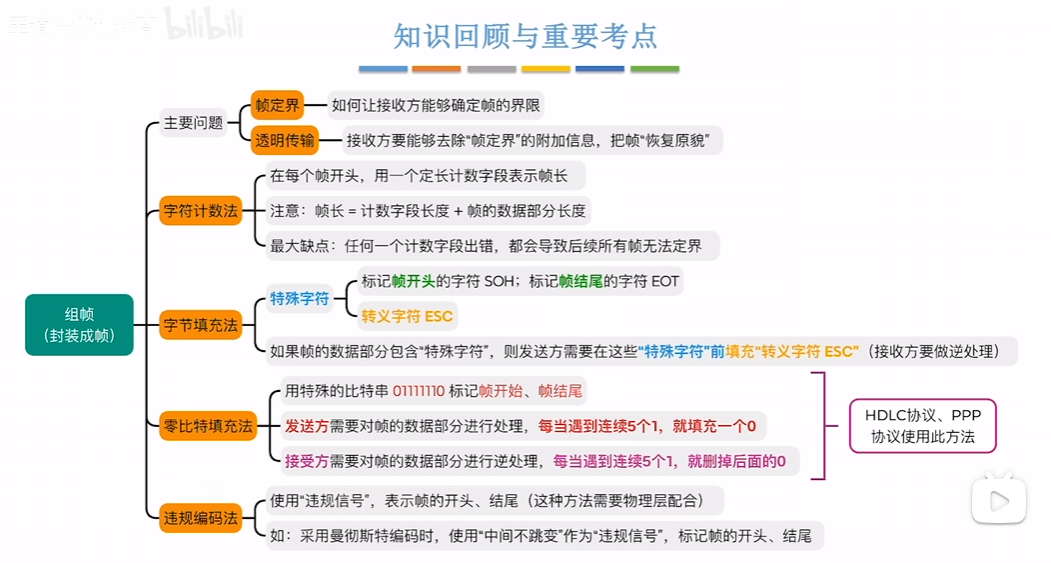 bilibili
知识回顾与重要考点
组帧
（封装成帧）
主要问题
帧定界
如何让接收方能够确定帧的界限
透明传输
接收方要能够去除“帧定界”的附加信息，把帧“恢复原貌”
字符计数法
在每个帧开头，用一个定长计数字段表示帧长
注意：帧长 = 计数字段长度 + 帧的数据部分长度
最大缺点：任何一个计数字段出错，都会导致后续所有帧无法定界
字节填充法
特殊字符
标记帧开头的字符 SOH；标记帧结尾的字符 EOT
转义字符 ESC
如果帧的数据部分包含“特殊字符”，则发送方需要在这些“特殊字符”前填充“转义字符 ESC”（接收方要做逆处理）
零比特填充法
用特殊的比特串 01111110 标记帧开始、帧结尾
发送方需要对帧的数据部分进行处理，每当遇到连续5个1，就填充一个0
接受方需要对帧的数据部分进行逆处理，每当遇到连续5个1，就删掉后面的0
HDLC协议、PPP
协议使用此方法
违规编码法
使用“违规信号”，表示帧的开头、结尾（这种方法需要物理层配合）
如：采用曼彻斯特编码时，使用“中间不跳变”作为“违规信号”，标记帧的开头、结尾